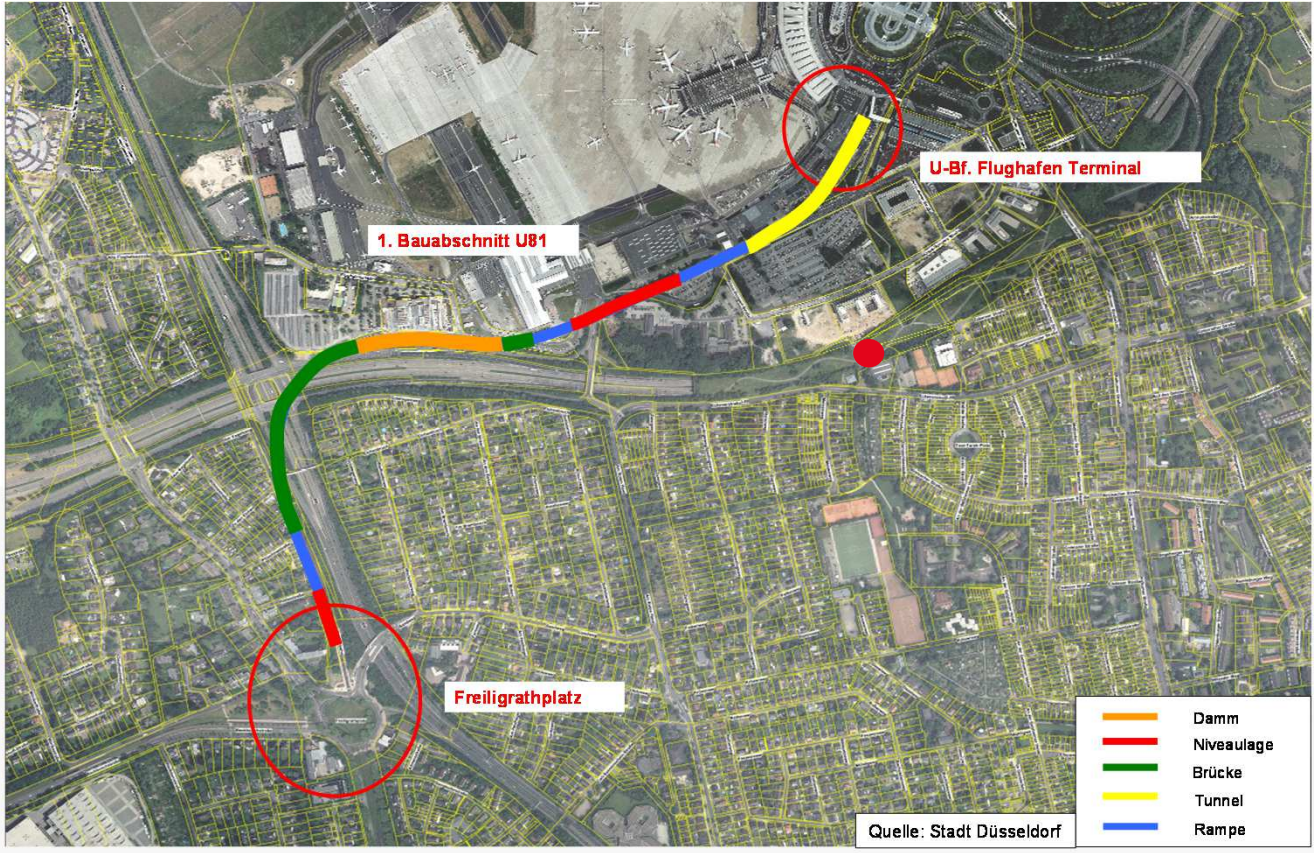 U-Bf. Flughafen Terminal
1. Bauabschnitt U81
Freiligrathplatz
Damm
Niveaulage
Brücke
Tunnel
Rampe
Quelle: Stadt Düsseldorf